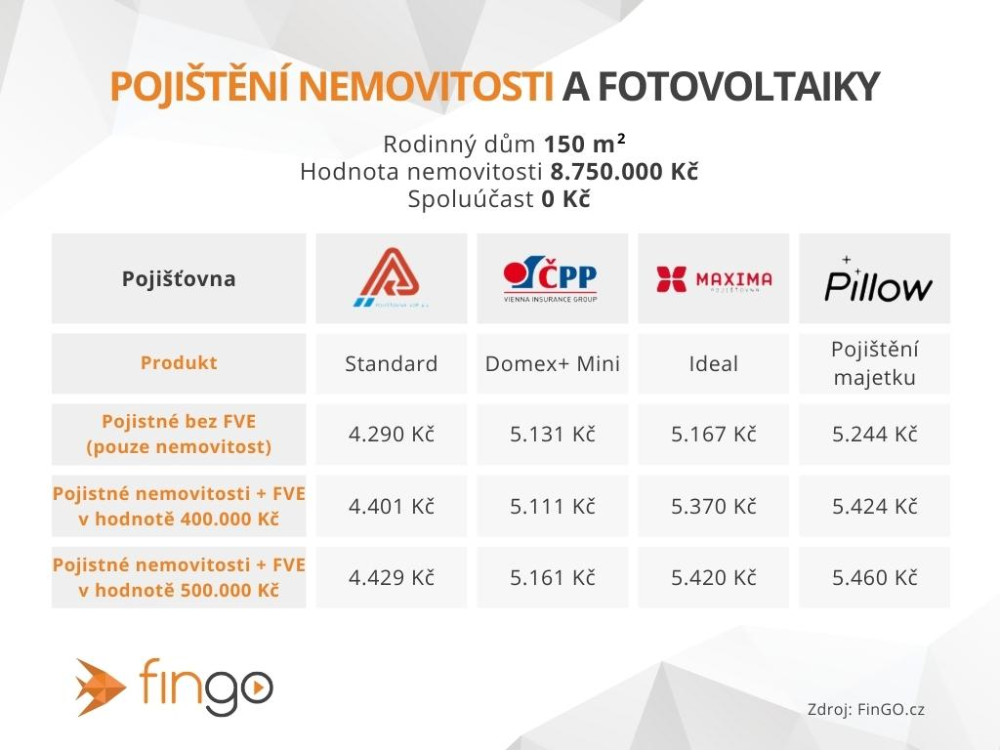 POJIŠTĚNÍ NEMOVITOSTI A FOTOVOLTAIKY
Rodinný dům 150 m²
Hodnota nemovitosti 8.750.000 Kč
Spoluúčast 0 Kč
Pojišťovna
ČPP
VIENNA INSURANCE GROUP
MAXIMA
POJIŠŤOVNA
Pillow
Produkt
Standard
Domex+ Mini
Ideal
Pojištění
majetku
Pojistné bez FVE
(pouze nemovitost)
4.290 Kč
5.131 Kč
5.167 Kč
5.244 Kč
Pojistné nemovitosti + FVE
v hodnotě 400.000 Kč
4.401 Kč
5.111 Kč
5.370 Kč
5.424 Kč
Pojistné nemovitosti + FVE
v hodnotě 500.000 Kč
4.429 Kč
5.161 Kč
5.420 Kč
5.460 Kč
fingo
Zdroj: FinGO.cz